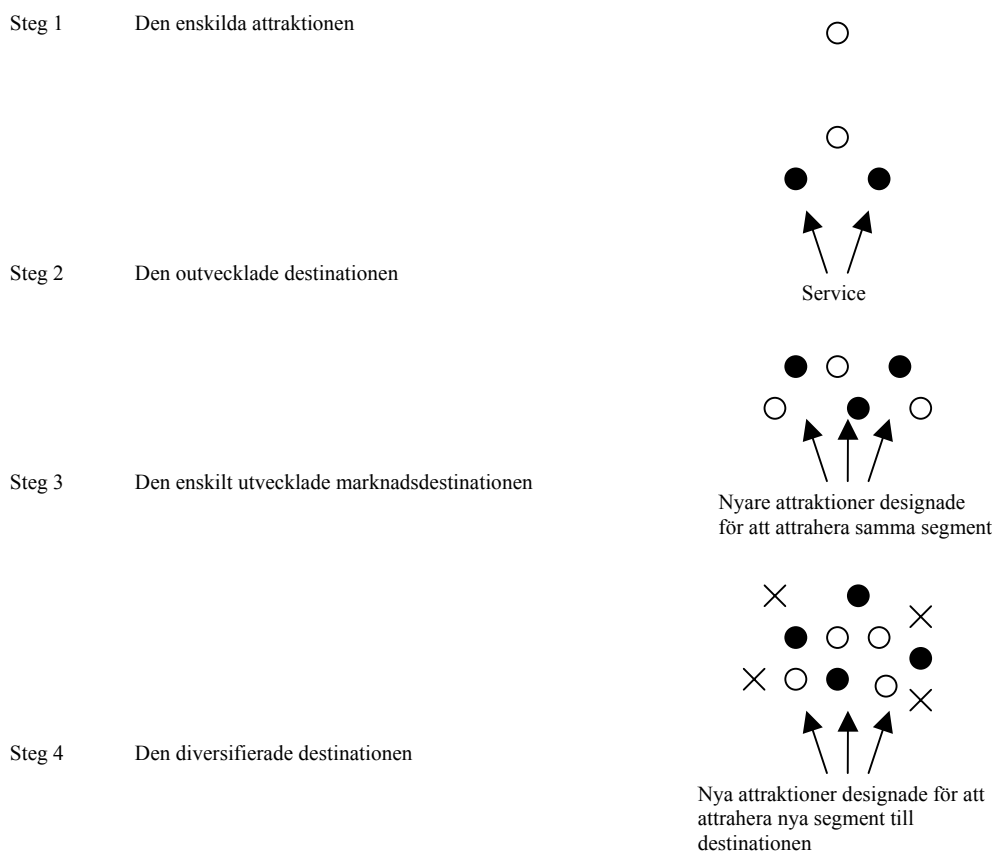 Steg 1 Den enskilda attraktionen
Steg 2 Den outvecklade destinationen
Service
Steg 3 Den enskilt utvecklade marknadsdestinationen
Nyare attraktioner designade
för att attrahera samma segment
Steg 4 Den diversifierade destinationen
Nya attraktioner designade för att
attrahera nya segment till
destinationen